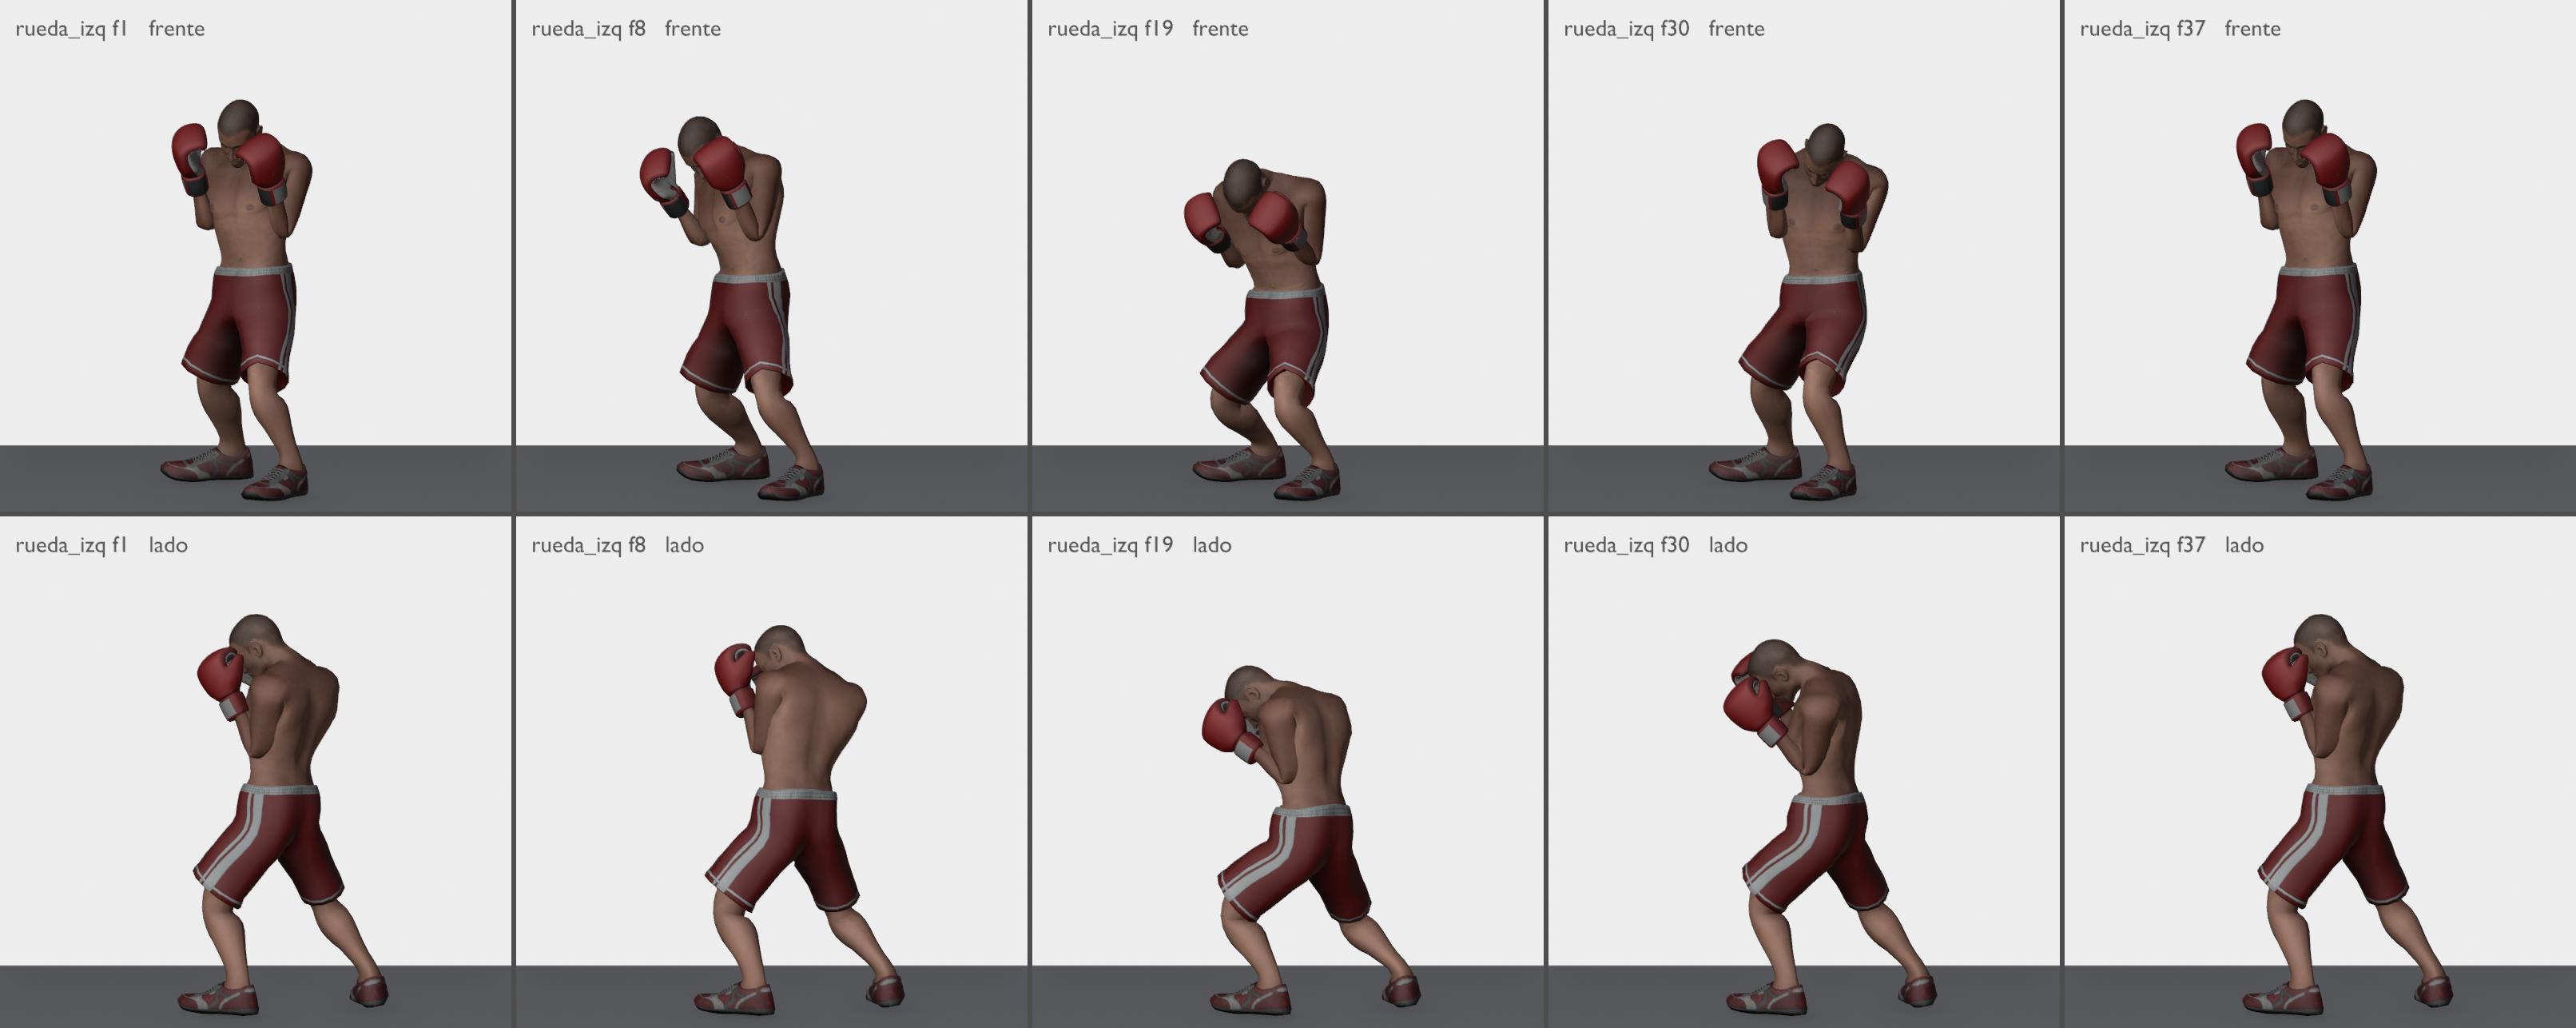 rueda_izq f1 frente
rueda_izq f8 frente
rueda_izq f19 frente
rueda_izq f30 frente
rueda_izq f37 frente
rueda_izq f1 lado
rueda_izq f8 lado
rueda_izq f19 lado
rueda_izq f30 lado
rueda_izq f37 lado